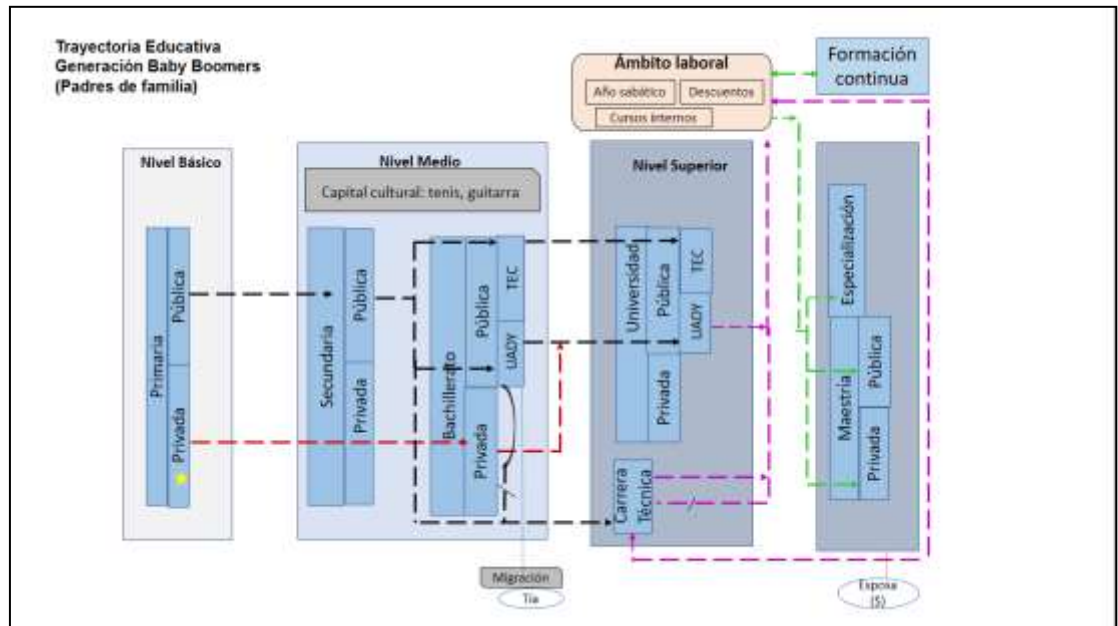 Trayectoria Educativa
Generación Baby Boomers
(Padres de familia)
Ámbito laboral
Año sabático
Descuentos
Cursos internos
Formación
continua
Nivel Básico
Primaria
Pública
Privada
Nivel Medio
Capital cultural: tenis, guitarra
Secundaria
Pública
Privada
Bachillerato
Pública
Privada
TEC
UADY
Nivel Superior
Universidad
Pública
Privada
TEC
UADY
Carrera
Técnica
Especialización
Maestría
Pública
Privada
Migración
Tía
Esposa
($)